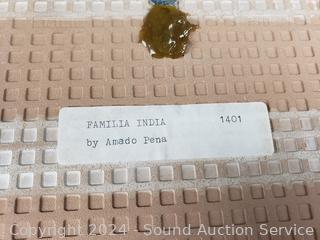 FAMILIA INDIA 1401
by Amado Pena
Copyright 2024 - Sound Auction Service